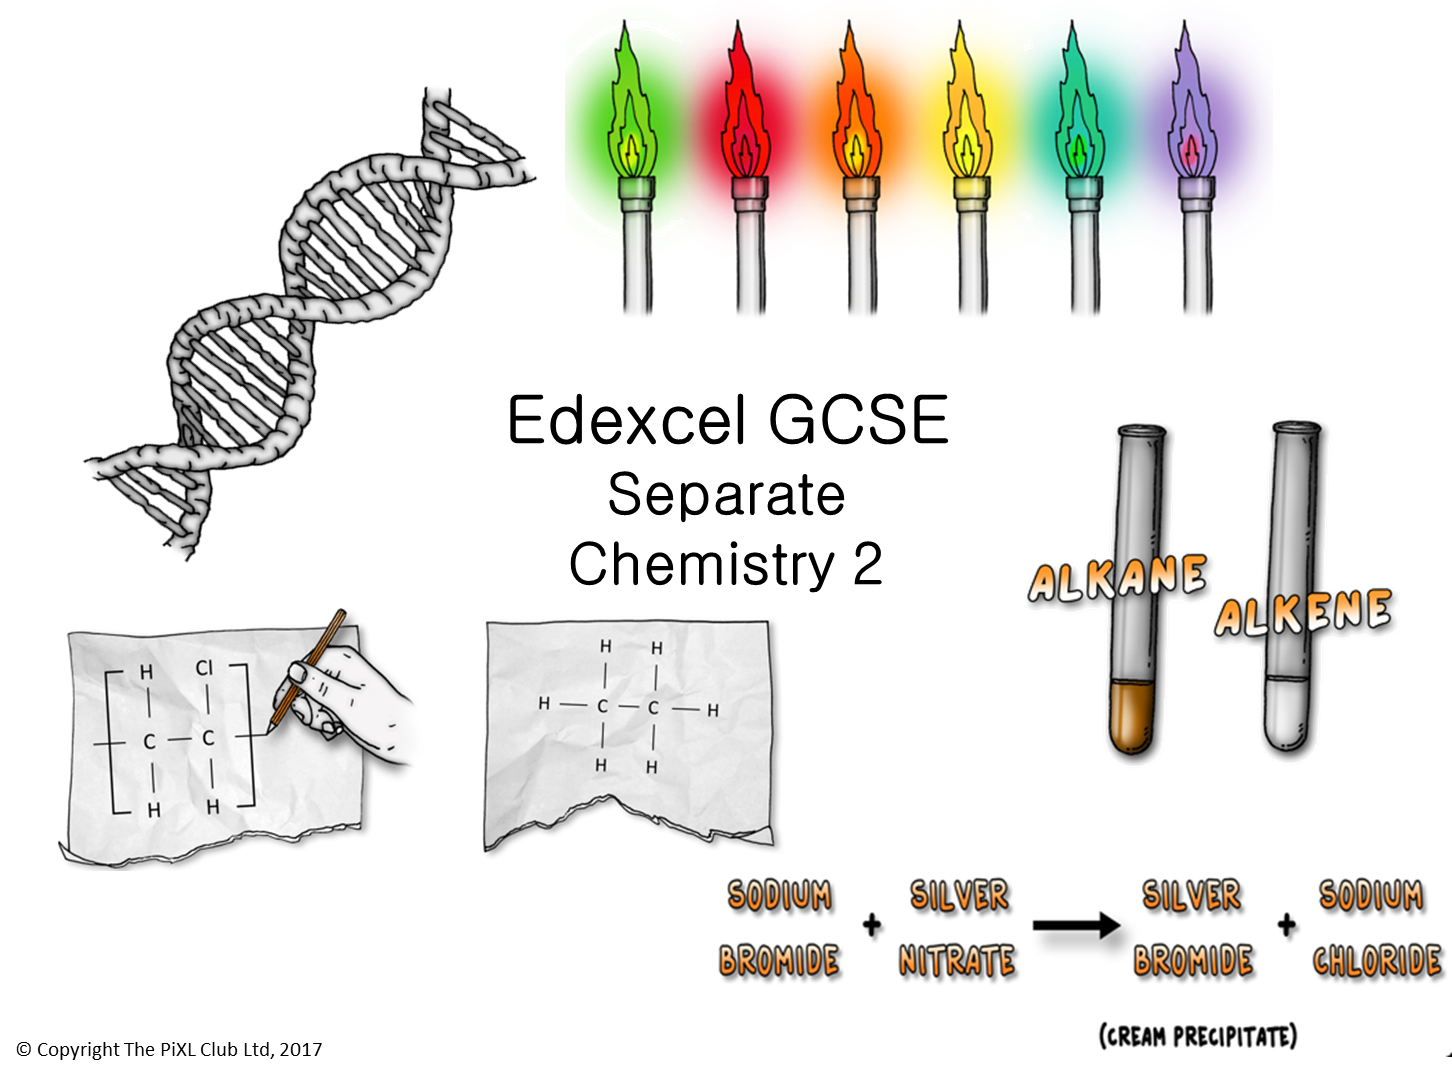 Edexcel GCSE
Separate
Chemistry 2
ALKANE
ALKENE
H Cl
C C
H H
H H
H C C H
H H
SODIUM BROMIDE + SILVER NITRATE → SILVER BROMIDE + SODIUM CHLORIDE
(CREAM PRECIPITATE)
© Copyright The PiXL Club Ltd, 2017